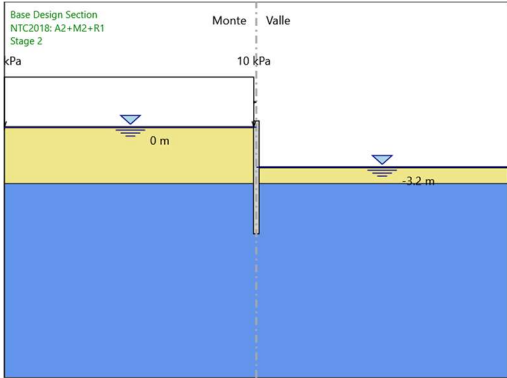 Base Design Section
NTC2018: A2+M2+R1
Stage 2
Monte Valle
kPa 10 kPa
0 m
-3.2 m